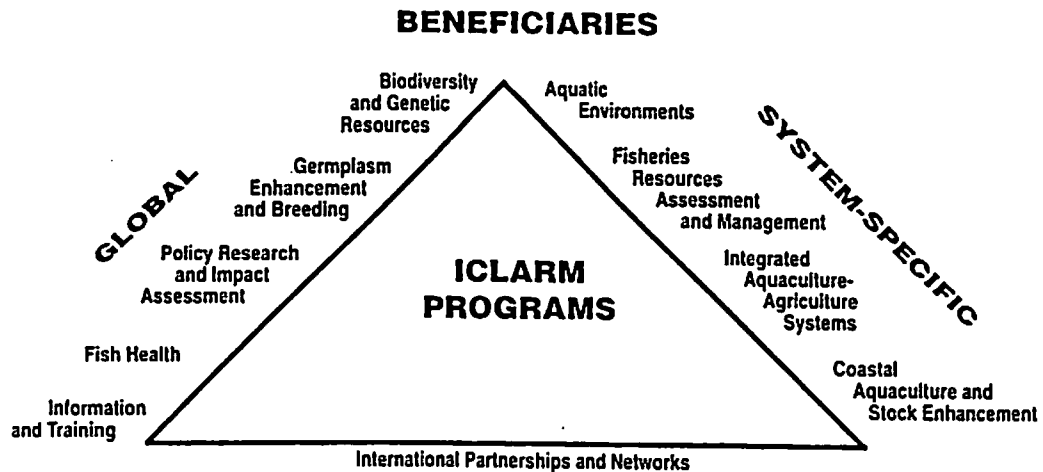 BENEFICIARIES
Biodiversity
and Genetic
Resources
Germplasm
Enhancement
and Breeding
GLOBAL
Policy Research
and Impact
Assessment
Fish Health
Information
and Training
Aquatic
Environments
Fisheries
Resources
Assessment
and Management
SYSTEM-SPECIFIC
Integrated
Aquaculture-
Agriculture
Systems
Coastal
Aquaculture and
Stock Enhancement
ICLARM
PROGRAMS
International Partnerships and Networks